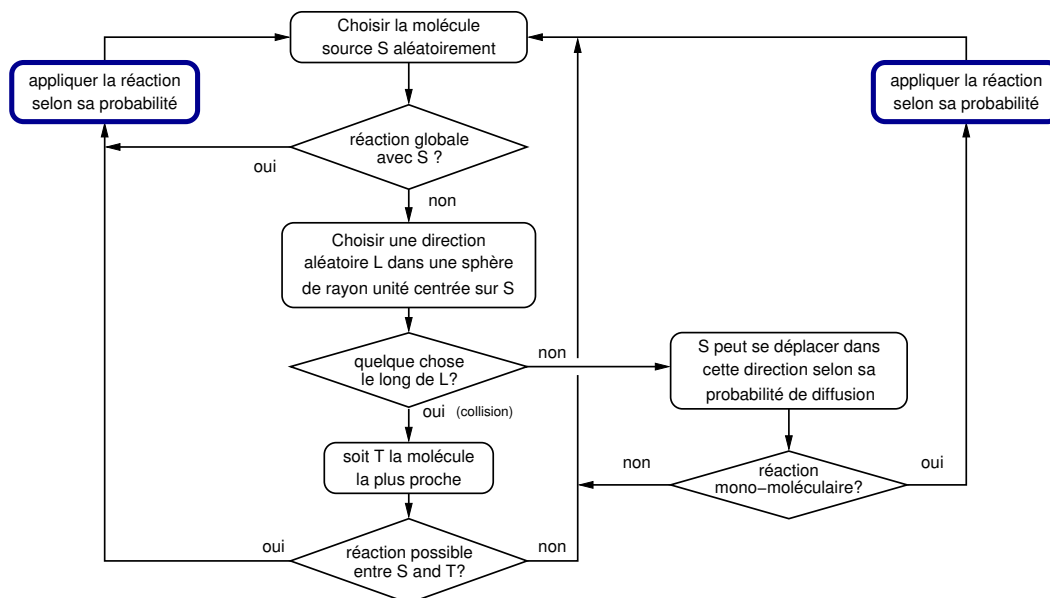 Choisir la molécule
source S aléatoirement
appliquer la réaction
selon sa probabilité
appliquer la réaction
selon sa probabilité
réaction globale
avec S ?
oui
non
Choisir une direction
aléatoire L dans une sphère
de rayon unité centrée sur S
quelque chose
le long de L?
non
S peut se déplacer dans
cette direction selon sa
probabilité de diffusion
oui (collision)
soit T la molécule
la plus proche
non
réaction
mono−moléculaire?
oui
oui
réaction possible
entre S and T?
non